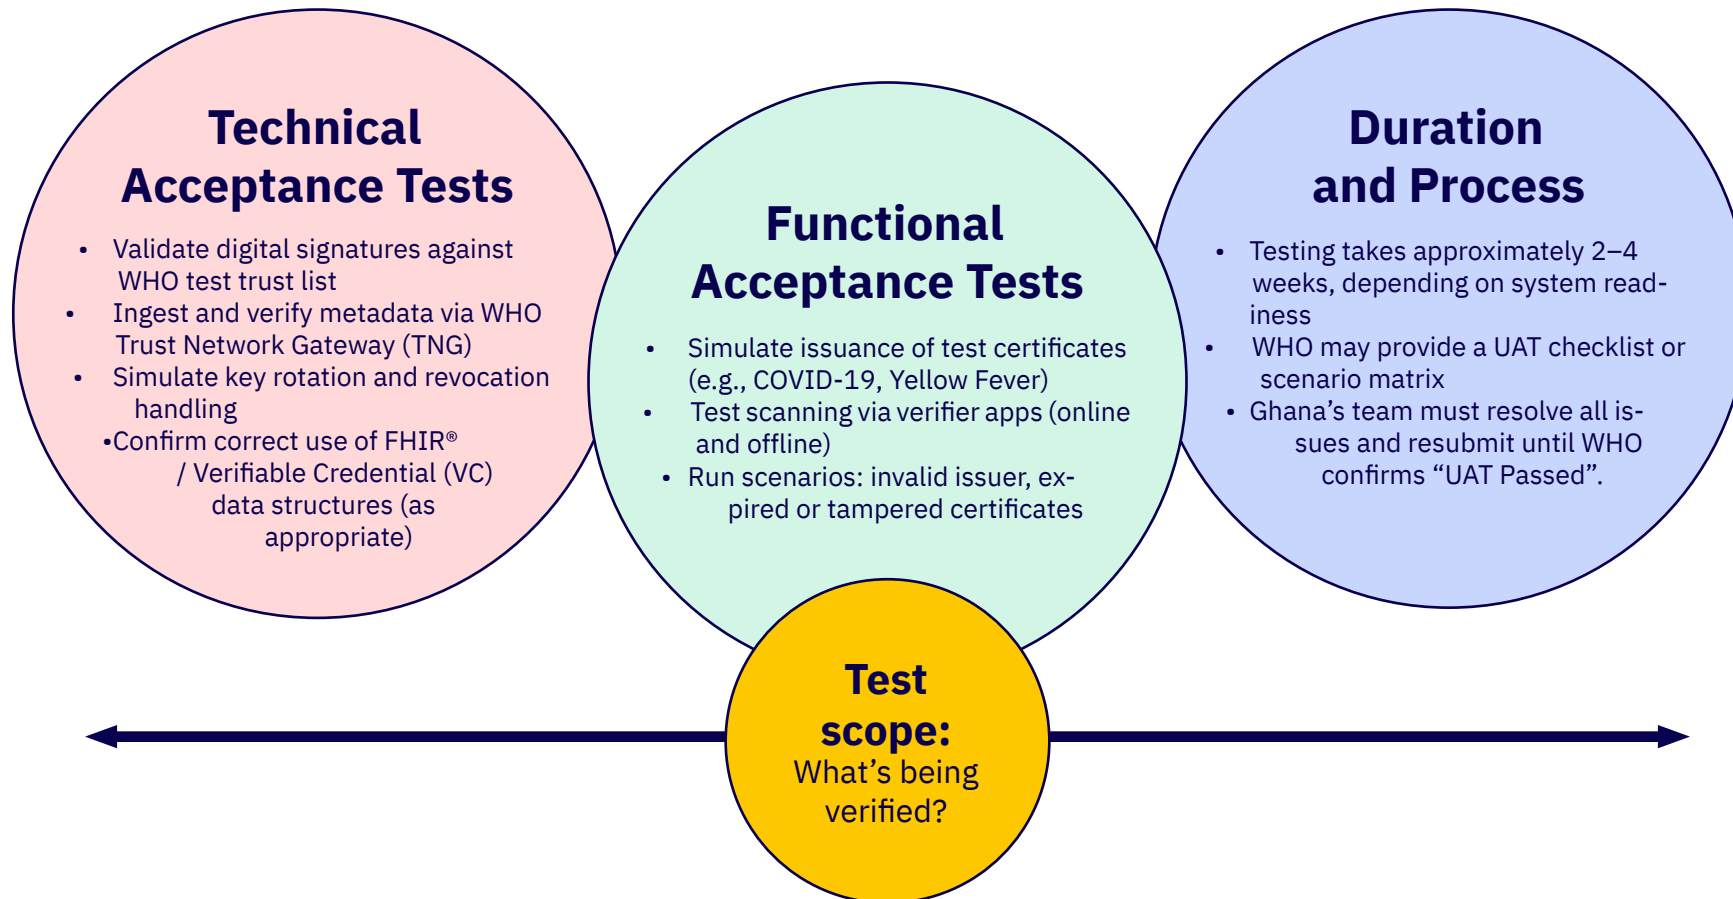 Technical
Acceptance Tests
• Validate digital signatures against
WHO test trust list
• Ingest and verify metadata via WHO
Trust Network Gateway (TNG)
• Simulate key rotation and revocation
handling
•Confirm correct use of FHIR®
/ Verifiable Credential (VC)
data structures (as
appropriate)
Functional
Acceptance Tests
• Simulate issuance of test certificates
(e.g., COVID-19, Yellow Fever)
• Test scanning via verifier apps (online
and offline)
• Run scenarios: invalid issuer, ex-
pired or tampered certificates
Duration
and Process
• Testing takes approximately 2–4
weeks, depending on system read-
iness
• WHO may provide a UAT checklist or
scenario matrix
• Ghana’s team must resolve all is-
sues and resubmit until WHO
confirms “UAT Passed”.
Test
scope:
What’s being
verified?